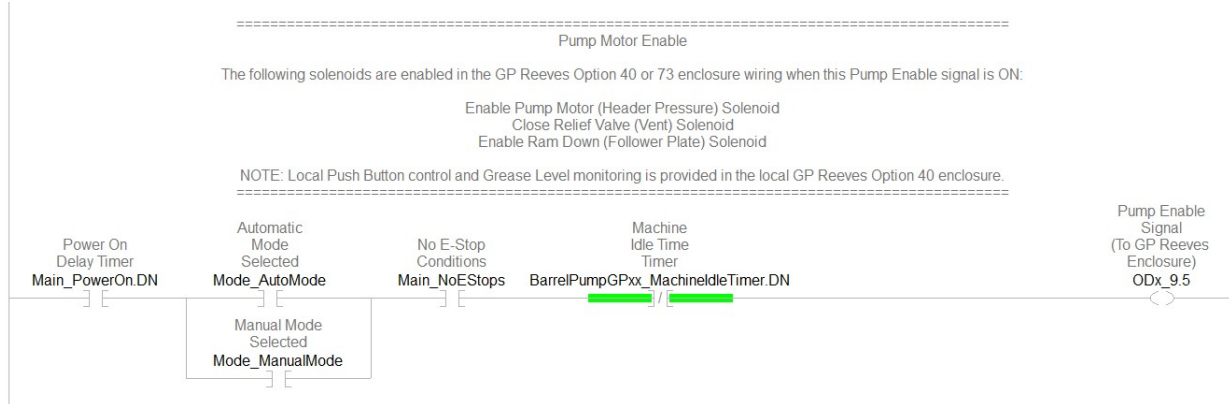 ==========================================================================================
Pump Motor Enable
The following solenoids are enabled in the GP Reeves Option 40 or 73 enclosure wiring when this Pump Enable signal is ON:
Enable Pump Motor (Header Pressure) Solenoid
Close Relief Valve (Vent) Solenoid
Enable Ram Down (Follower Plate) Solenoid
NOTE: Local Push Button control and Grease Level monitoring is provided in the local GP Reeves Option 40 enclosure.
==========================================================================================
Power On
Delay Timer
Main_PowerOn.DN
Automatic
Mode
Selected
Mode_AutoMode
Manual Mode
Selected
Mode_ManualMode
No E-Stop
Conditions
Main_NoEStops
Machine
Idle Time
Timer
BarrelPumpGPxx_MachineIdleTimer.DN
Pump Enable
Signal
(To GP Reeves
Enclosure)
ODx_9.5